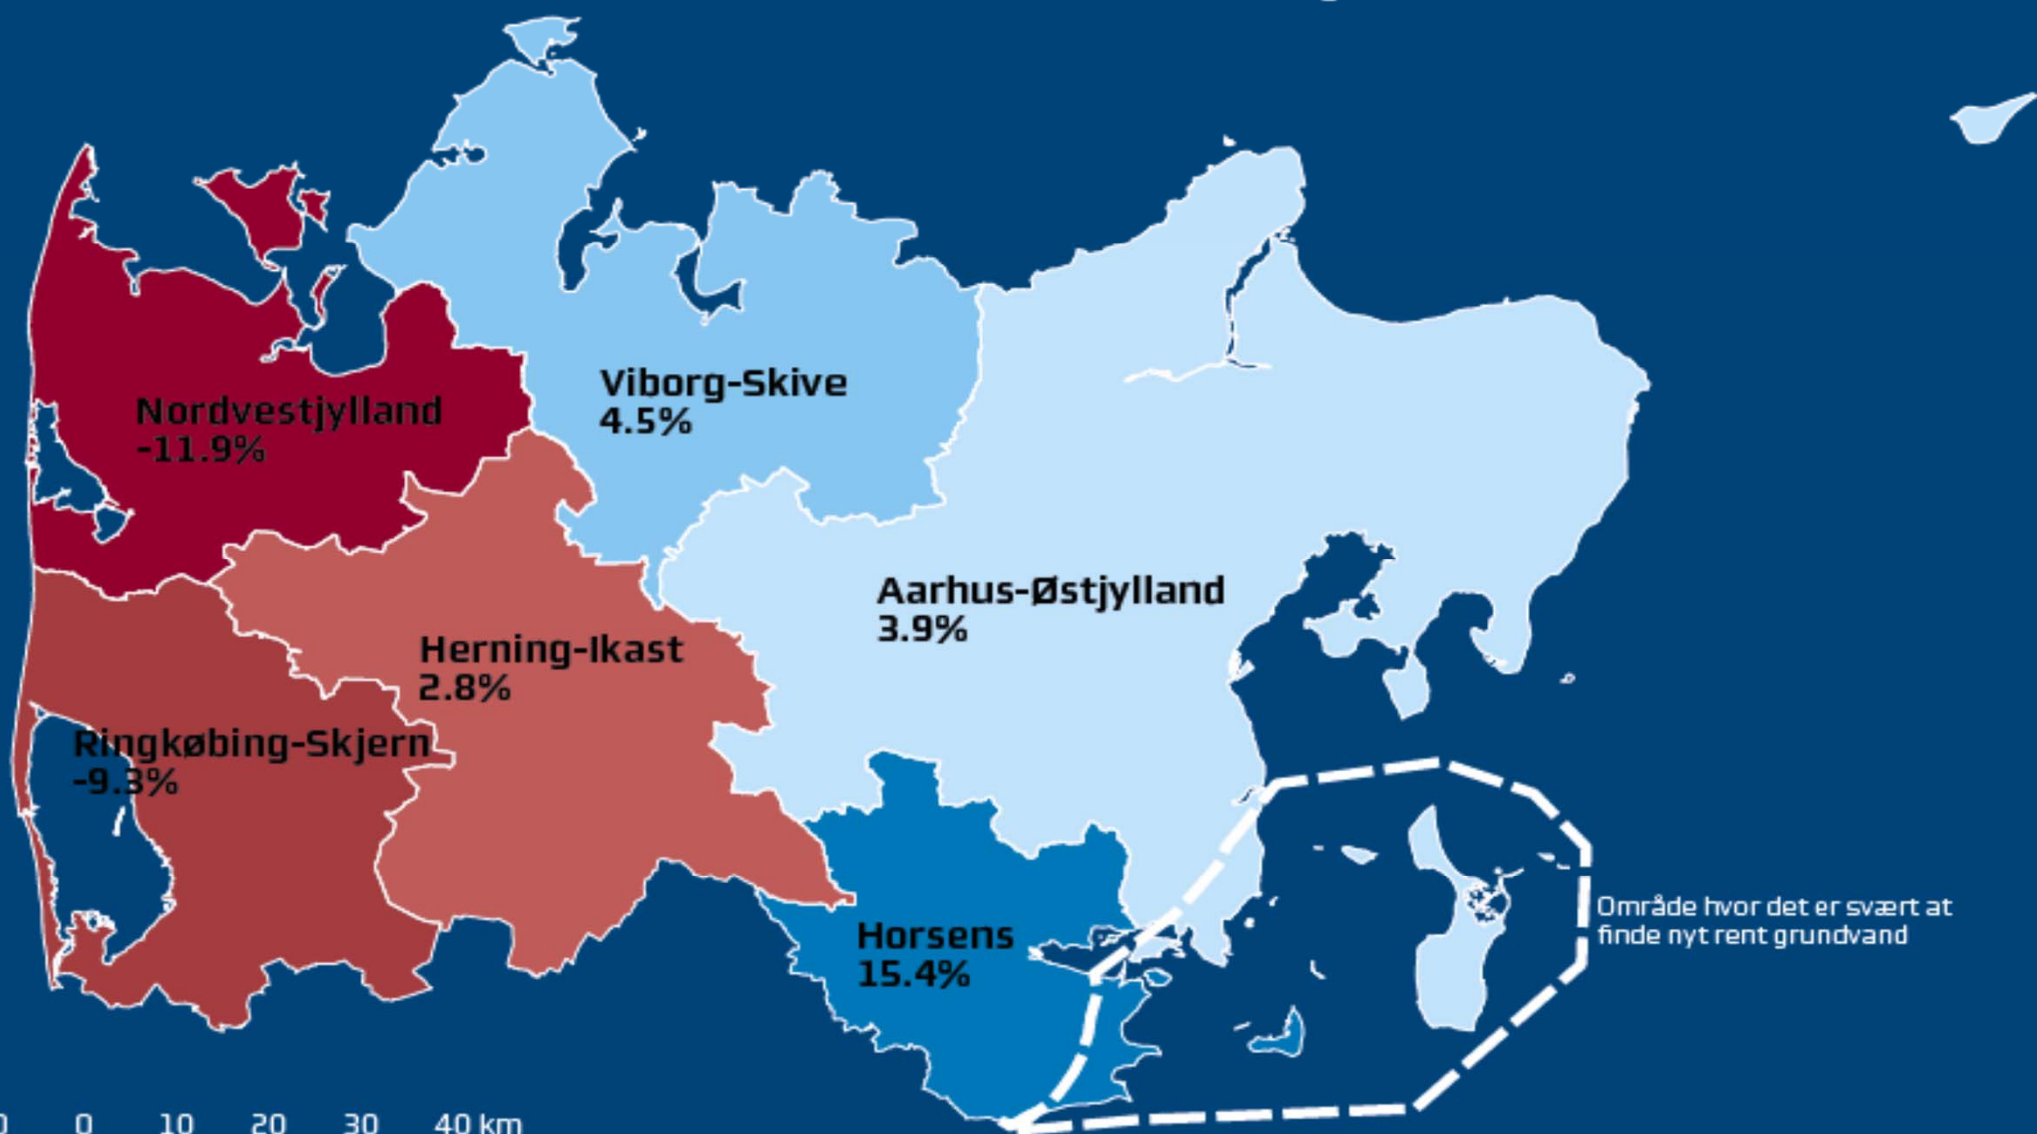 Nordvestjylland
-11.9%
Viborg-Skive
4.5%
Aarhus-Østjylland
3.9%
Herning-Ikast
2.8%
Ringkøbing-Skjern
-9.3%
Horsens
15.4%
Område hvor det er svært at
finde nyt rent grundvand
0 10 20 30 40 km